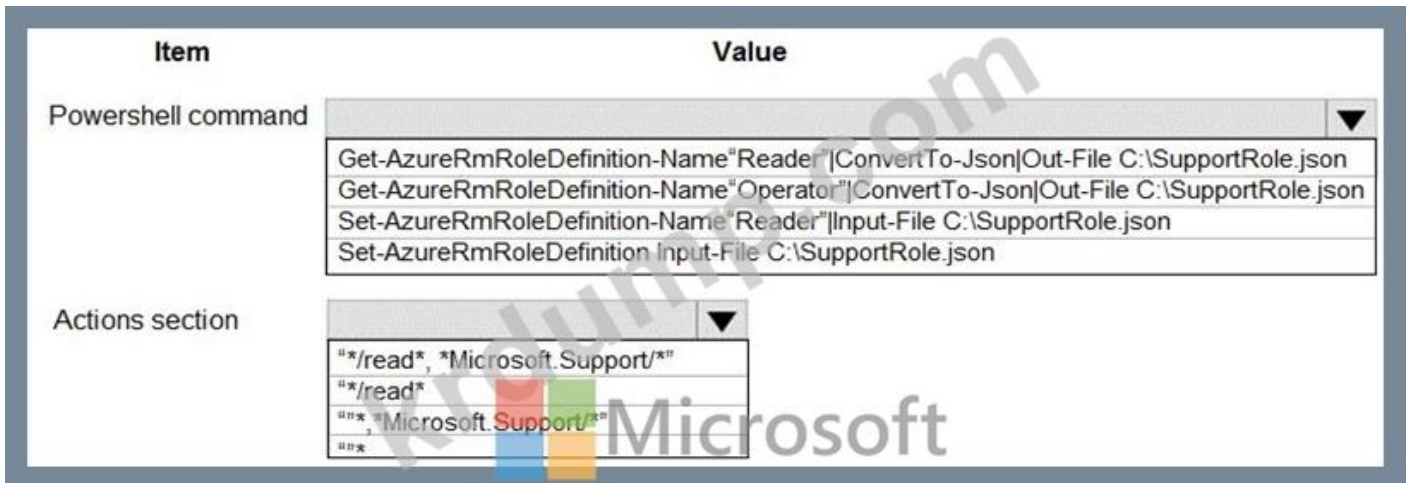 Item Value
Powershell command
Get-AzureRmRoleDefinition-Name“Reader”|ConvertTo-Json|Out-File C:\SupportRole.json
Get-AzureRmRoleDefinition-Name“Operator”|ConvertTo-Json|Out-File C:\SupportRole.json
Set-AzureRmRoleDefinition-Name“Reader”|Input-File C:\SupportRole.json
Set-AzureRmRoleDefinition Input-File C:\SupportRole.json
Actions section
“*/read*, *Microsoft.Support/*”
“*/read*
“”*,*Microsoft.Support/*”
“”*
Microsoft
krdump.com